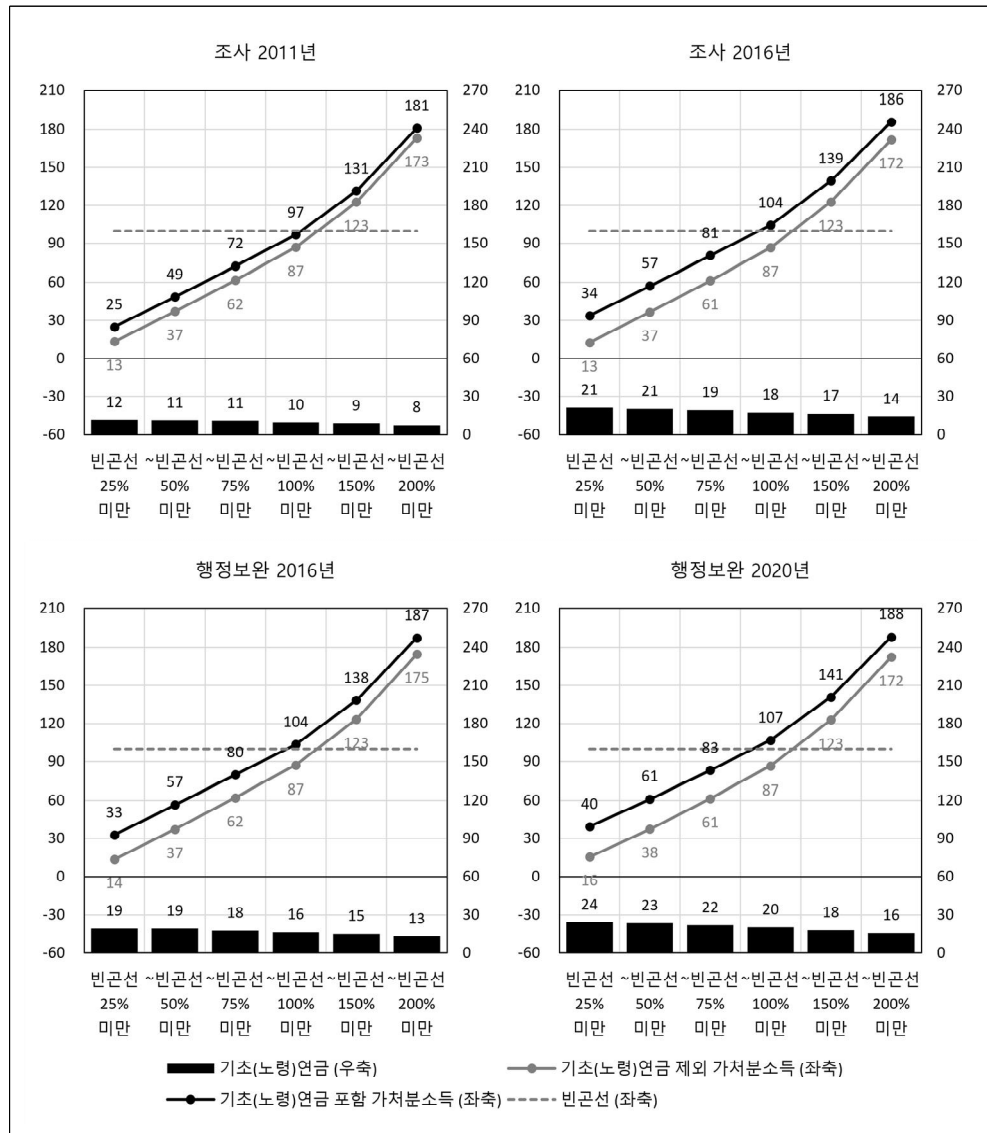 조사 2011년
210
180
150
120
90
60
30
0
-30
-60
270
240
210
180
150
120
90
60
30
0
25 49 72 97 131 181
13 37 62 87 123 173
12 11 11 10 9 8
빈곤선 ~빈곤선 ~빈곤선 ~빈곤선 ~빈곤선 ~빈곤선
25% 50% 75% 100% 150% 200%
미만 미만 미만 미만 미만 미만
조사 2016년
210
180
150
120
90
60
30
0
-30
-60
270
240
210
180
150
120
90
60
30
0
34 57 81 104 139 186
13 37 61 87 123 172
21 21 19 18 17 14
빈곤선 ~빈곤선 ~빈곤선 ~빈곤선 ~빈곤선 ~빈곤선
25% 50% 75% 100% 150% 200%
미만 미만 미만 미만 미만 미만
행정보완 2016년
210
180
150
120
90
60
30
0
-30
-60
270
240
210
180
150
120
90
60
30
0
33 57 80 104 138 187
14 37 62 87 123 175
19 19 18 16 15 13
빈곤선 ~빈곤선 ~빈곤선 ~빈곤선 ~빈곤선 ~빈곤선
25% 50% 75% 100% 150% 200%
미만 미만 미만 미만 미만 미만
행정보완 2020년
210
180
150
120
90
60
30
0
-30
-60
270
240
210
180
150
120
90
60
30
0
40 61 83 107 141 188
16 38 61 87 123 172
24 23 22 20 18 16
빈곤선 ~빈곤선 ~빈곤선 ~빈곤선 ~빈곤선 ~빈곤선
25% 50% 75% 100% 150% 200%
미만 미만 미만 미만 미만 미만
기초(노령)연금 (우축) 기초(노령)연금 제외 가처분소득 (좌축)
기초(노령)연금 포함 가처분소득 (좌축) 빈곤선 (좌축)